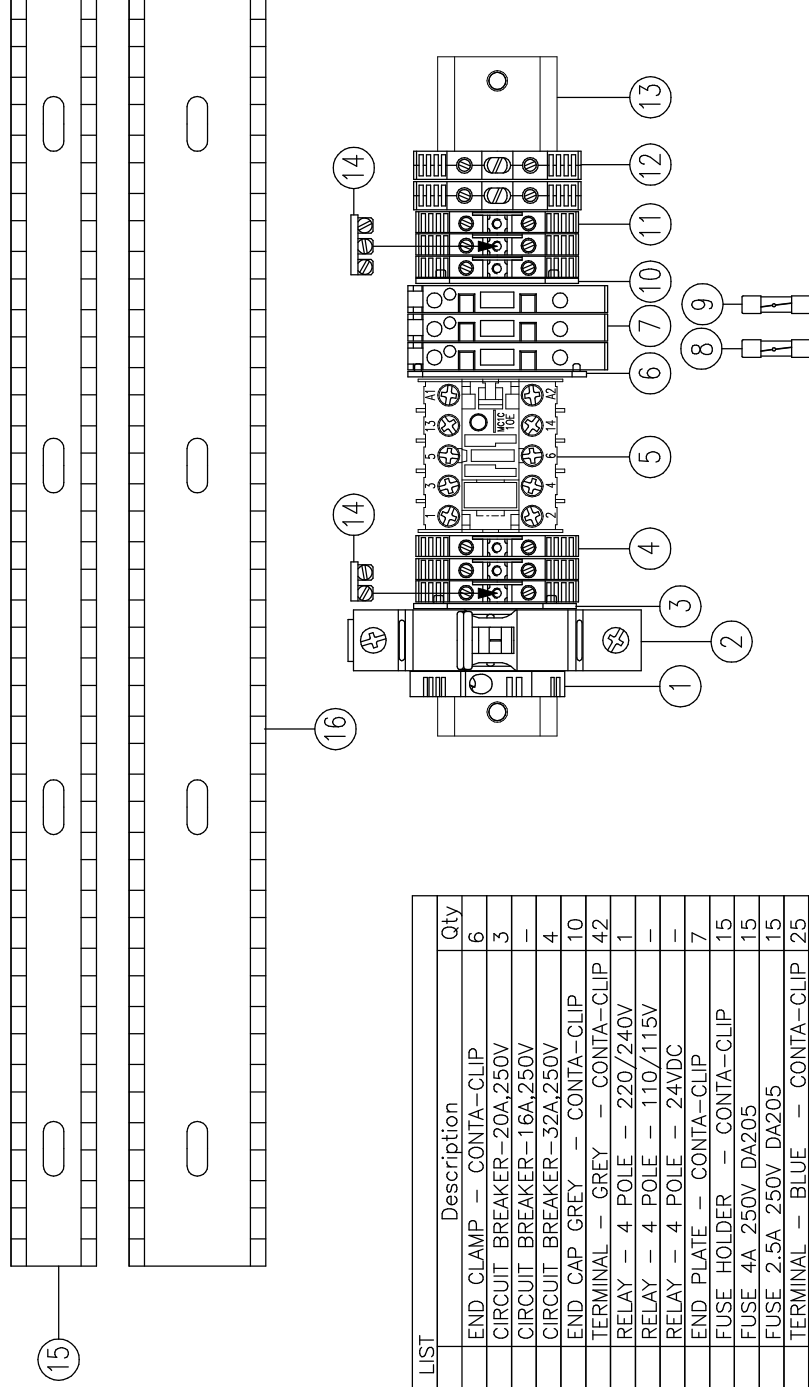 15
16
14
14
1
2
3
4
5
6
7
8
9
10
11
12
13
1 3 5 13 A1
MC1C
10E
2 4 6 14 A2
LIST
Description Qty
END CLAMP – CONTA–CLIP 6
CIRCUIT BREAKER–20A,250V 3
CIRCUIT BREAKER–16A,250V –
CIRCUIT BREAKER–32A,250V 4
END CAP GREY – CONTA–CLIP 10
TERMINAL – GREY – CONTA–CLIP 42
RELAY – 4 POLE – 220/240V 1
RELAY – 4 POLE – 110/115V –
RELAY – 4 POLE – 24VDC –
END PLATE – CONTA–CLIP 7
FUSE HOLDER – CONTA–CLIP 15
FUSE 4A 250V DA205 15
FUSE 2.5A 250V DA205 15
TERMINAL – BLUE – CONTA–CLIP 25